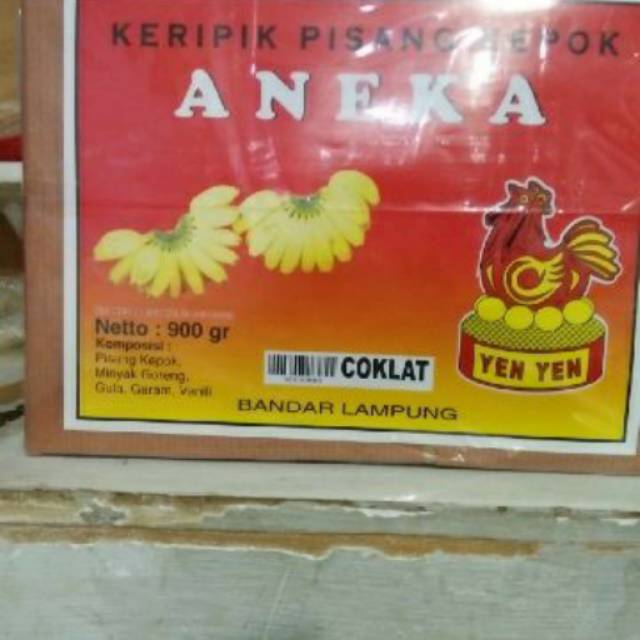 KERIPIK PISANG KEPOK
ANEKA
Netto : 900 gr
Komposisi :
Pisang Kepok,
Minyak Goreng,
Gula, Garam, Vanili
COKLAT
YEN YEN
BANDAR LAMPUNG